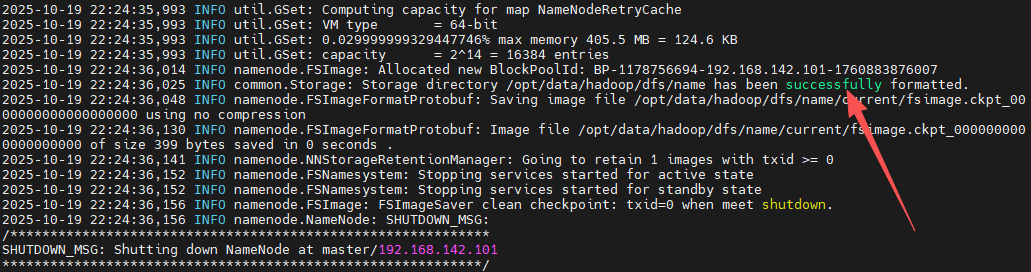 2025-10-19 22:24:35,993 INFO util.GSet: Computing capacity for map NameNodeRetryCache
2025-10-19 22:24:35,993 INFO util.GSet: VM type       = 64-bit
2025-10-19 22:24:35,993 INFO util.GSet: 0.029999999329447746% max memory 405.5 MB = 124.6 KB
2025-10-19 22:24:35,993 INFO util.GSet: capacity      = 2^14 = 16384 entries
2025-10-19 22:24:36,014 INFO namenode.FSImage: Allocated new BlockPoolId: BP-1178756694-192.168.142.101-1760883876007
2025-10-19 22:24:36,025 INFO common.Storage: Storage directory /opt/data/hadoop/dfs/name has been successfully formatted.
2025-10-19 22:24:36,048 INFO namenode.FSImageFormatProtobuf: Saving image file /opt/data/hadoop/dfs/name/current/fsimage.ckpt_00
00000000000000000 using no compression
2025-10-19 22:24:36,130 INFO namenode.FSImageFormatProtobuf: Image file /opt/data/hadoop/dfs/name/current/fsimage.ckpt_000000000
0000000000 of size 399 bytes saved in 0 seconds .
2025-10-19 22:24:36,141 INFO namenode.NNStorageRetentionManager: Going to retain 1 images with txid >= 0
2025-10-19 22:24:36,152 INFO namenode.FSNamesystem: Stopping services started for active state
2025-10-19 22:24:36,152 INFO namenode.FSNamesystem: Stopping services started for standby state
2025-10-19 22:24:36,156 INFO namenode.FSImage: FSImageSaver clean checkpoint: txid=0 when meet shutdown.
2025-10-19 22:24:36,156 INFO namenode.NameNode: SHUTDOWN_MSG:
/************************************************************
SHUTDOWN_MSG: Shutting down NameNode at master/192.168.142.101
************************************************************/